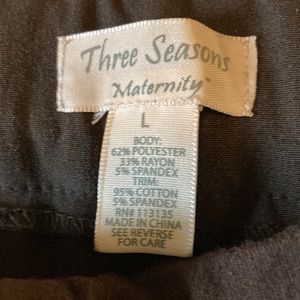 Three Seasons
Maternity™
L
BODY:
62% POLYESTER
33% RAYON
5% SPANDEX
TRIM:
95% COTTON
5% SPANDEX
RN# 113135
MADE IN CHINA
SEE REVERSE
FOR CARE